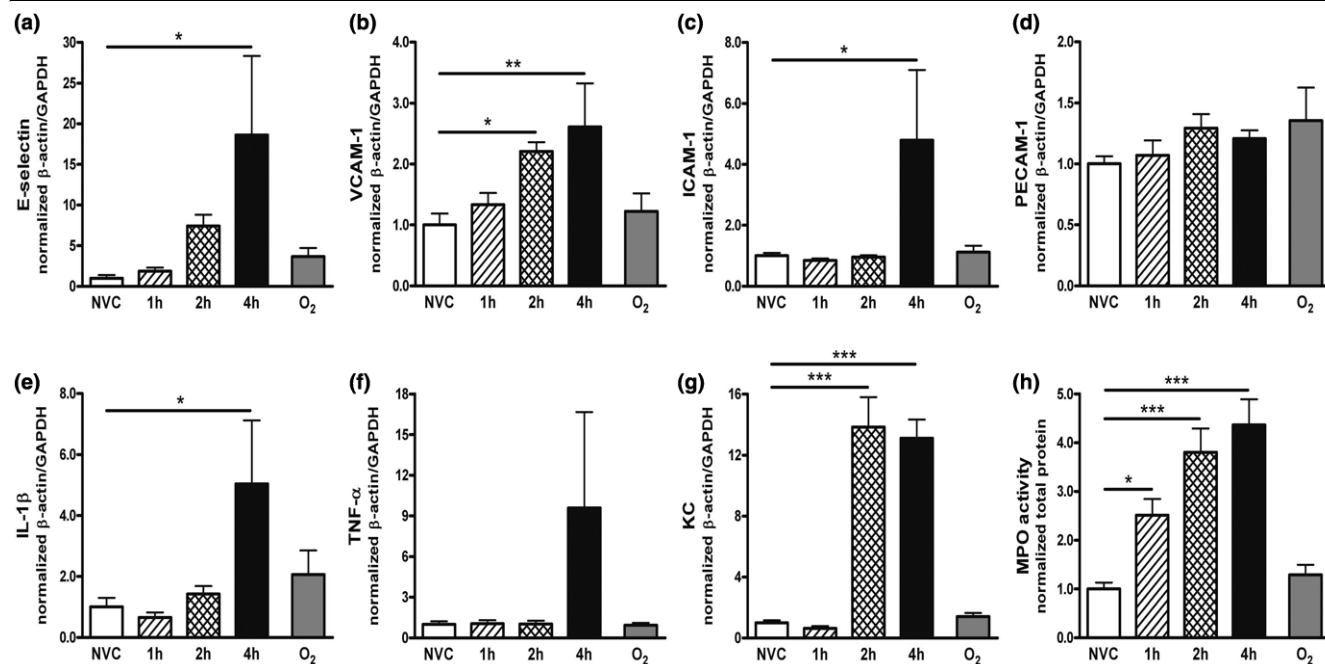 (a)
*
30
25
20
15
10
5
0
E-selectin
normalized β-actin/GAPDH
NVC 1h 2h 4h O₂
(b)
**
*
4.0
3.0
2.0
1.0
0.0
VCAM-1
normalized β-actin/GAPDH
NVC 1h 2h 4h O₂
(c)
*
8.0
6.0
4.0
2.0
0.0
ICAM-1
normalized β-actin/GAPDH
NVC 1h 2h 4h O₂
(d)
2.0
1.5
1.0
0.5
0.0
PECAM-1
normalized β-actin/GAPDH
NVC 1h 2h 4h O₂
(e)
*
8.0
6.0
4.0
2.0
0.0
IL-1β
normalized β-actin/GAPDH
NVC 1h 2h 4h O₂
(f)
18
15
12
9
6
3
0
TNF-α
normalized β-actin/GAPDH
NVC 1h 2h 4h O₂
(g)
***
***
16
12
8
4
0
KC
normalized β-actin/GAPDH
NVC 1h 2h 4h O₂
(h)
***
***
*
5.0
4.0
3.0
2.0
1.0
0.0
MPO activity
normalized total protein
NVC 1h 2h 4h O₂